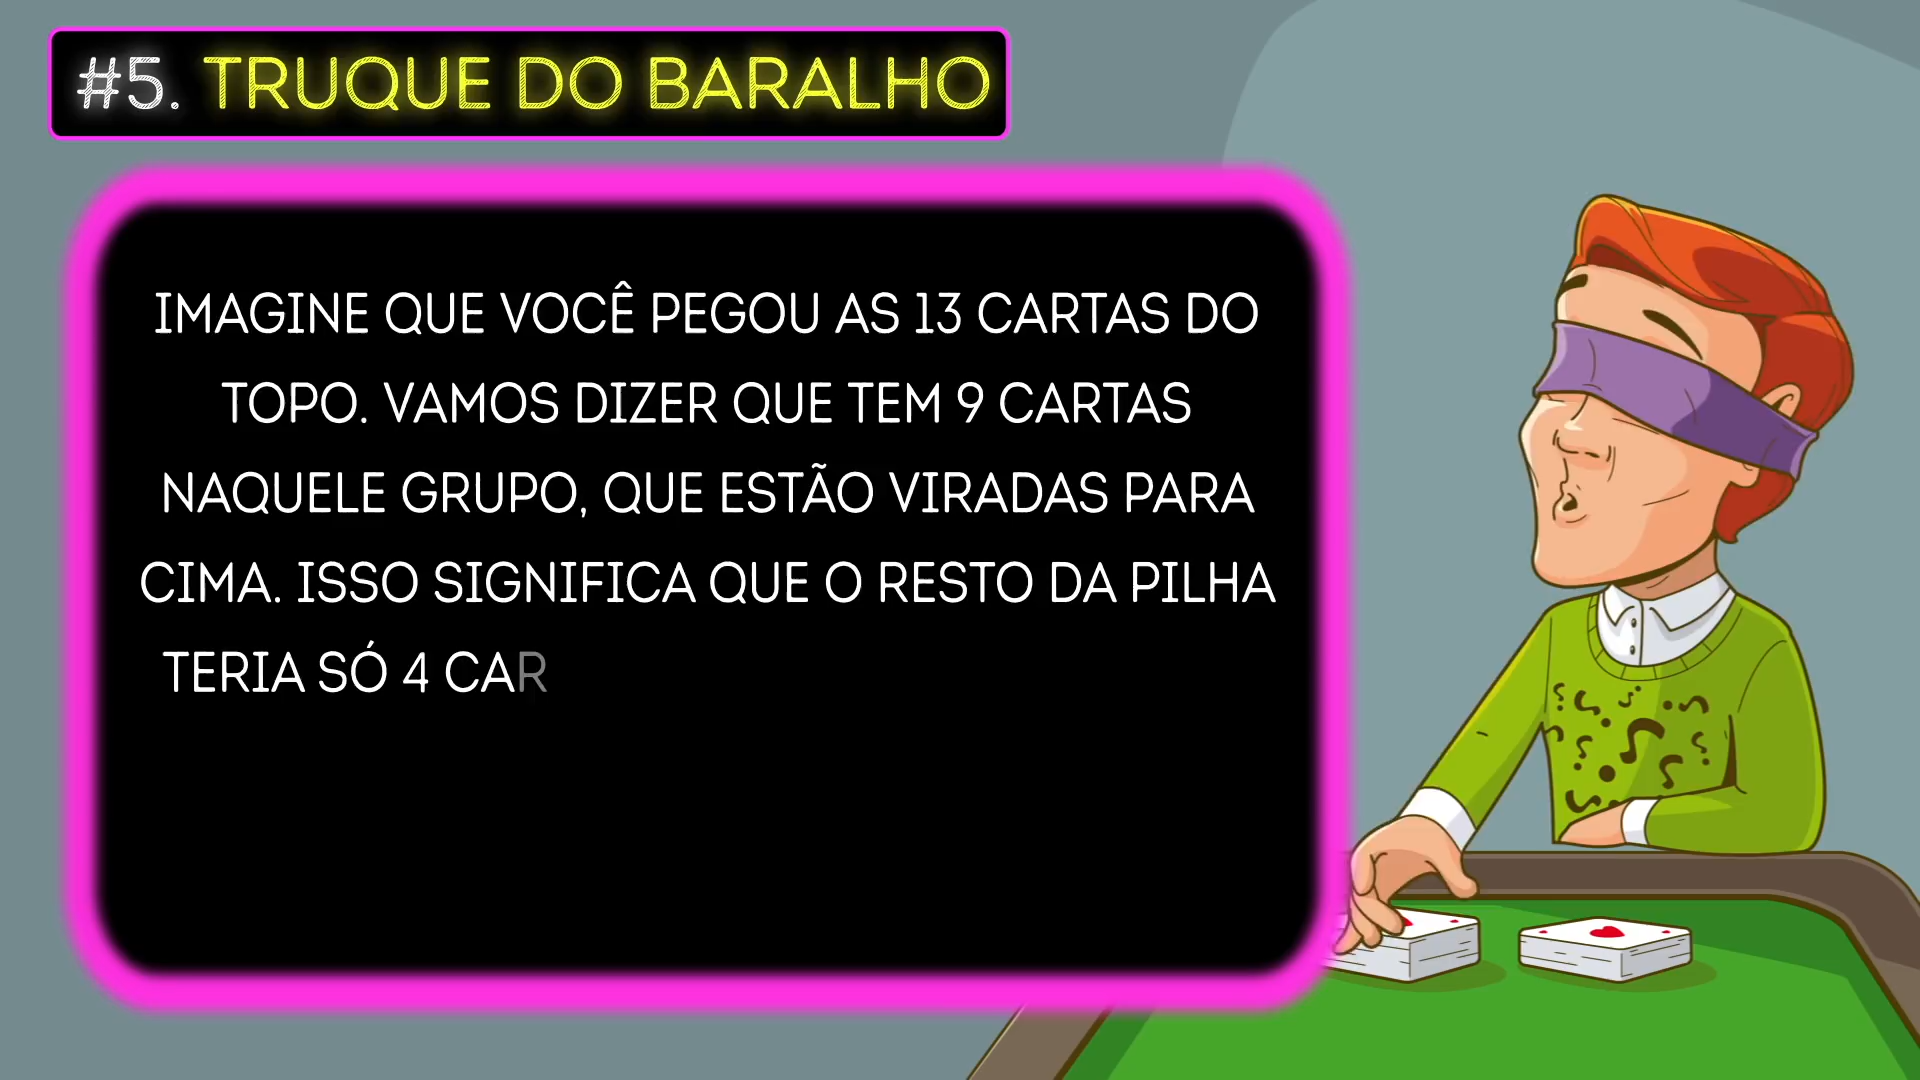 #5. TRUQUE DO BARALHO
IMAGINE QUE VOCÊ PEGOU AS 13 CARTAS DO
TOPO. VAMOS DIZER QUE TEM 9 CARTAS
NAQUELE GRUPO, QUE ESTÃO VIRADAS PARA
CIMA. ISSO SIGNIFICA QUE O RESTO DA PILHA
TERIA SÓ 4 CAR